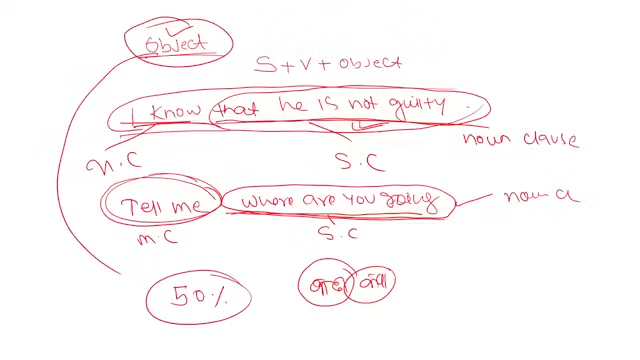 object
S+V+object
I know that he is not guilty.
noun clause
S.C
Tell me where are you going
noun cl
m.C
S.C
50%